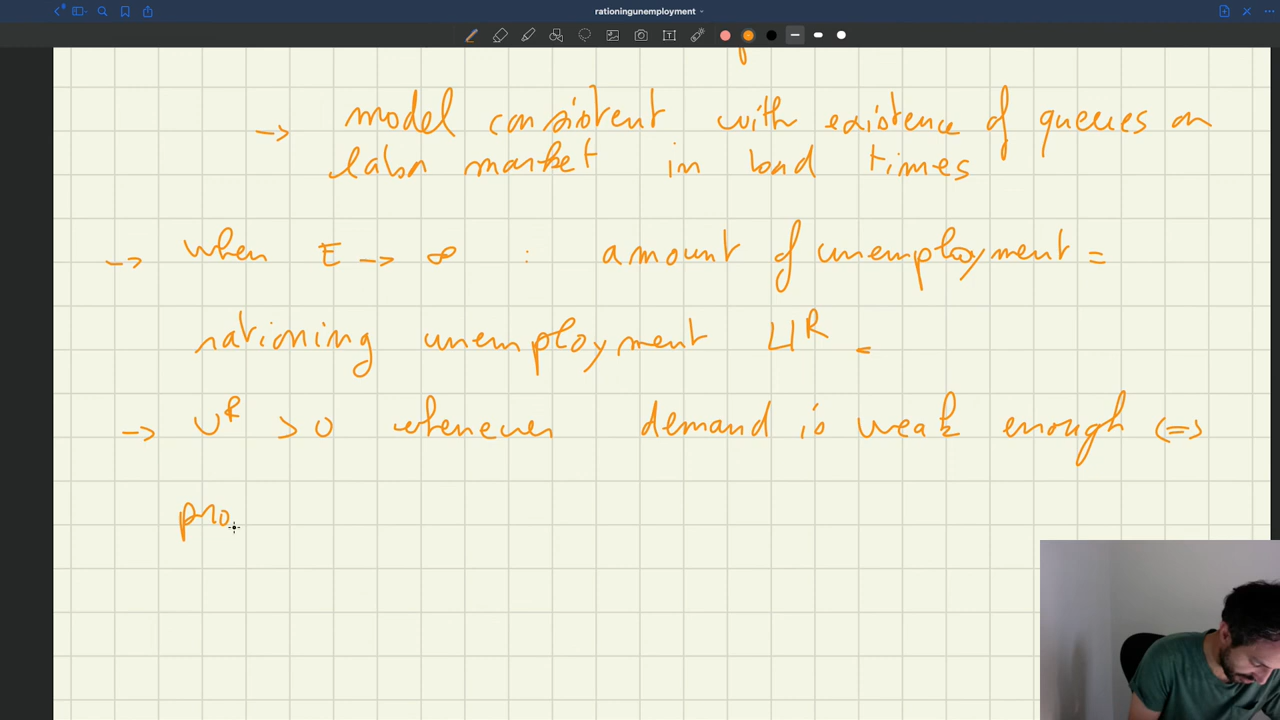 rationingunemployment
→ model consistent with existence of queues on
labor market in bad times
→ when E → ∞ : amount of unemployment =
rationing unemployment U^R =
→ U^R > 0 whenever demand is weak enough (=>
pro